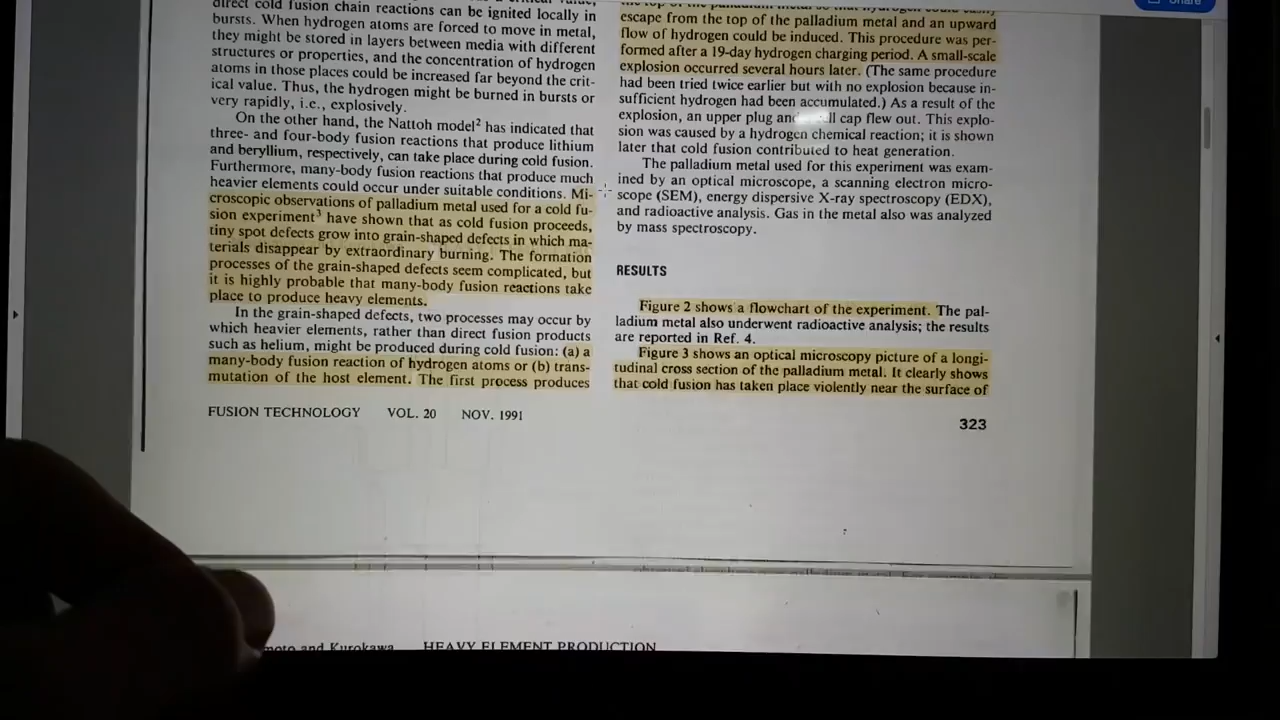 Share
direct cold fusion chain reactions can be ignited locally in
bursts. When hydrogen atoms are forced to move in metal,
they might be stored in layers between media with different
structures or properties, and the concentration of hydrogen
atoms in those places could be increased far beyond the crit-
ical value. Thus, the hydrogen might be burned in bursts or
very rapidly, i.e., explosively.
On the other hand, the Nattoh model2 has indicated that
three- and four-body fusion reactions that produce lithium
and beryllium, respectively, can take place during cold fusion.
Furthermore, many-body fusion reactions that produce much
heavier elements could occur under suitable conditions. Mi-
croscopic observations of palladium metal used for a cold fu-
sion experiment3 have shown that as cold fusion proceeds,
tiny spot defects grow into grain-shaped defects in which ma-
terials disappear by extraordinary burning. The formation
processes of the grain-shaped defects seem complicated, but
it is highly probable that many-body fusion reactions take
place to produce heavy elements.
In the grain-shaped defects, two processes may occur by
which heavier elements, rather than direct fusion products
such as helium, might be produced during cold fusion: (a) a
many-body fusion reaction of hydrogen atoms or (b) trans-
mutation of the host element. The first process produces
escape from the top of the palladium metal and an upward
flow of hydrogen could be induced. This procedure was per-
formed after a 19-day hydrogen charging period. A small-scale
explosion occurred several hours later. (The same procedure
had been tried twice earlier but with no explosion because in-
sufficient hydrogen had been accumulated.) As a result of the
explosion, an upper plug and cap flew out. This explo-
sion was caused by a hydrogen chemical reaction; it is shown
later that cold fusion contributed to heat generation.
The palladium metal used for this experiment was exam-
ined by an optical microscope, a scanning electron micro-
scope (SEM), energy dispersive X-ray spectroscopy (EDX),
and radioactive analysis. Gas in the metal also was analyzed
by mass spectroscopy.
RESULTS
Figure 2 shows a flowchart of the experiment. The pal-
ladium metal also underwent radioactive analysis; the results
are reported in Ref. 4.
Figure 3 shows an optical microscopy picture of a longi-
tudinal cross section of the palladium metal. It clearly shows
that cold fusion has taken place violently near the surface of
FUSION TECHNOLOGY VOL. 20 NOV. 1991
323
and Kurokawa HEAVY ELEMENT PRODUCTION